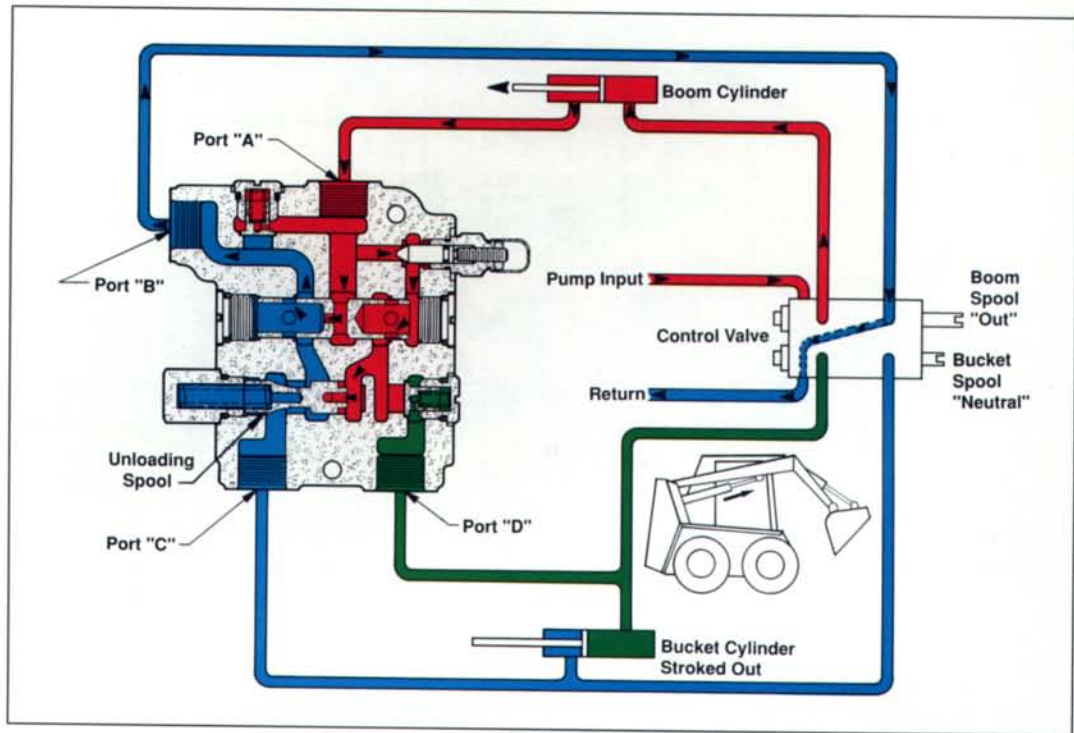 Boom Cylinder
Port "A"
Port "B"
Pump Input
Boom
Spool
"Out"
Control Valve
Bucket
Spool
"Neutral"
Return
Unloading
Spool
Port "D"
Port "C"
Bucket Cylinder
Stroked Out